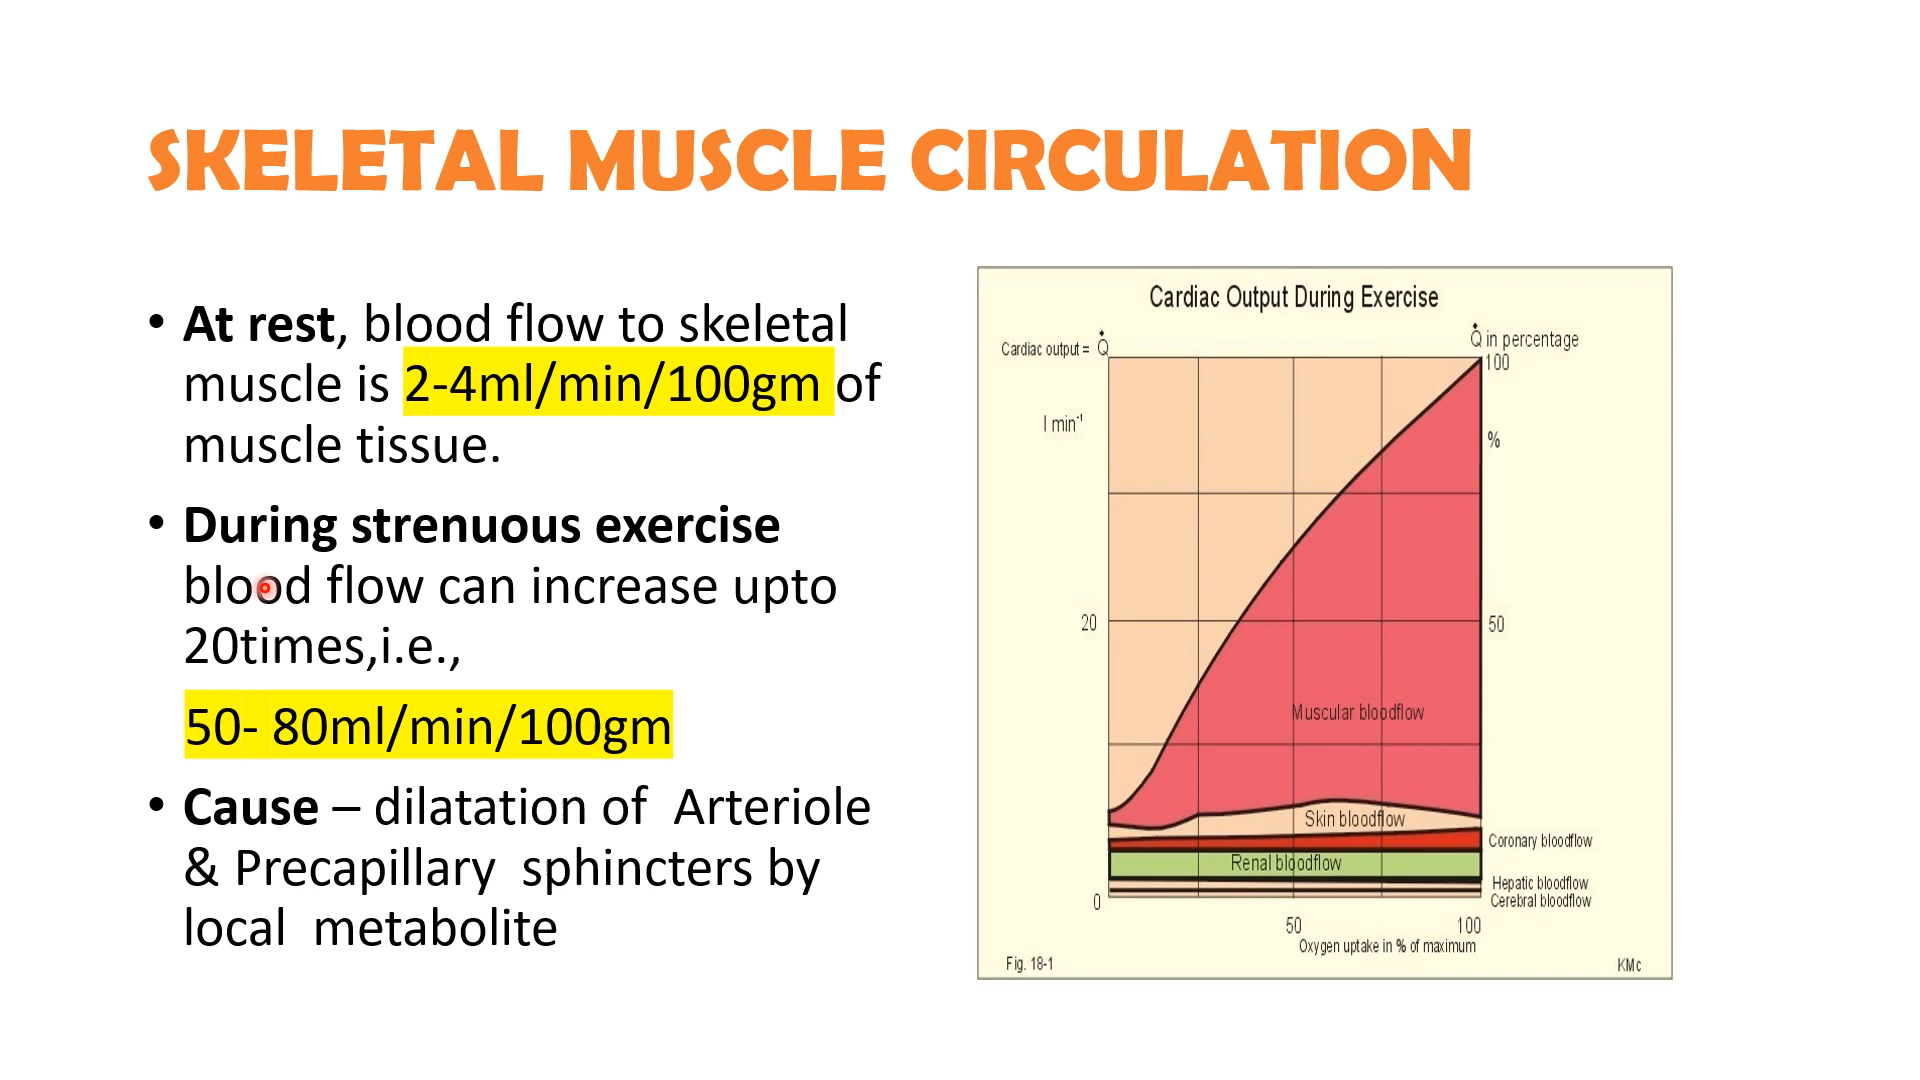 SKELETAL MUSCLE CIRCULATION
• At rest, blood flow to skeletal
muscle is 2-4ml/min/100gm of
muscle tissue.
• During strenuous exercise
blood flow can increase upto
20times,i.e.,
50- 80ml/min/100gm
• Cause – dilatation of Arteriole
& Precapillary sphincters by
local metabolite
Cardiac Output During Exercise
Cardiac output = Q̇
Q̇ in percentage
100
l min⁻¹
%
20
50
Muscular bloodflow
Skin bloodflow
Coronary bloodflow
Renal bloodflow
Hepatic bloodflow
Cerebral bloodflow
0
50
100
Oxygen uptake in % of maximum
Fig. 18-1
KMc